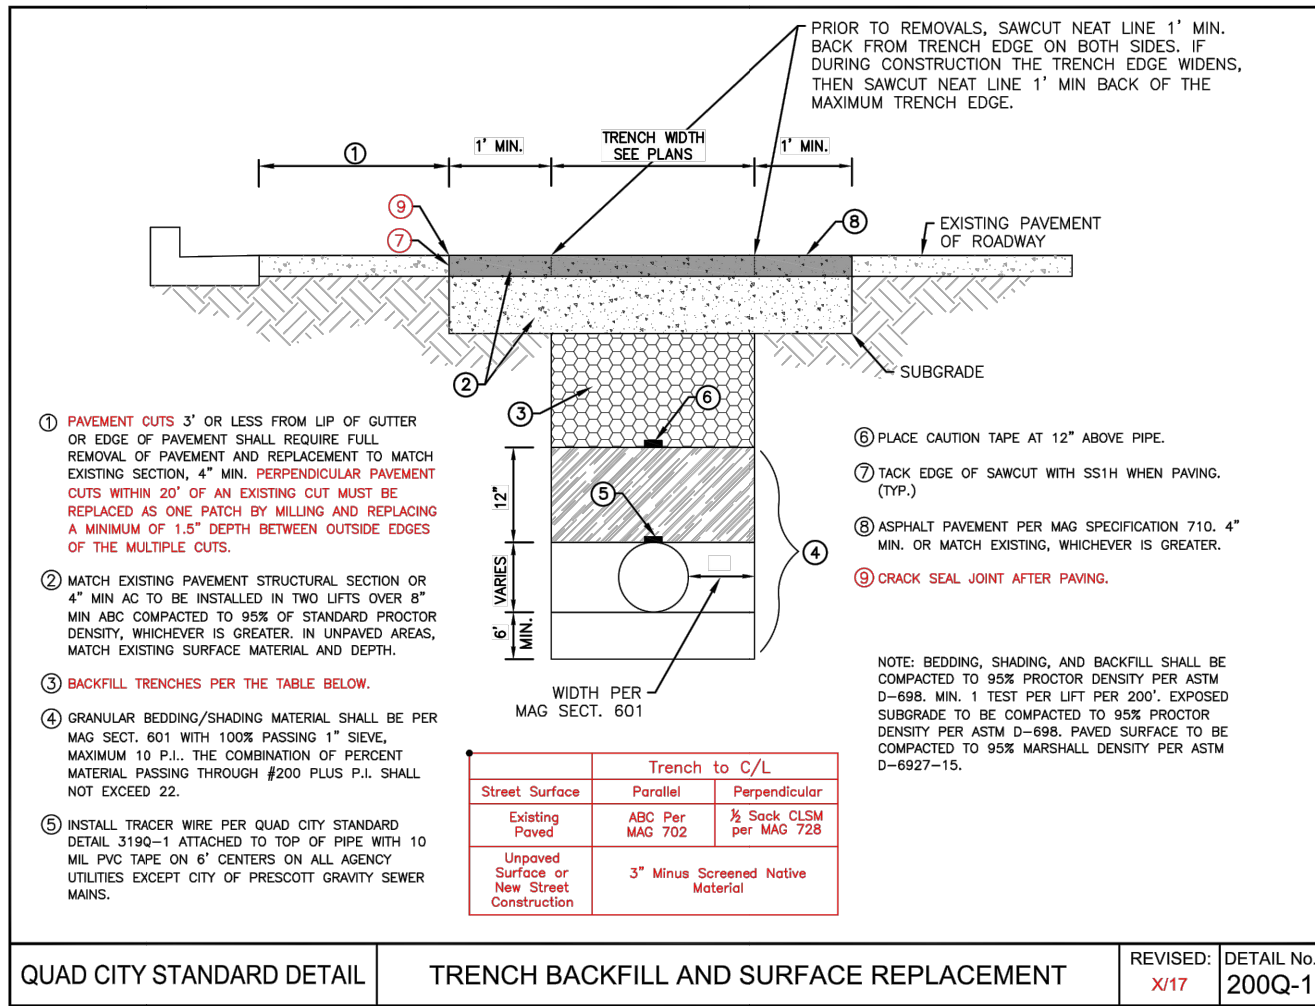 PRIOR TO REMOVALS, SAWCUT NEAT LINE 1' MIN.
BACK FROM TRENCH EDGE ON BOTH SIDES. IF
DURING CONSTRUCTION THE TRENCH EDGE WIDENS,
THEN SAWCUT NEAT LINE 1' MIN BACK OF THE
MAXIMUM TRENCH EDGE.
1
1' MIN.
TRENCH WIDTH
SEE PLANS
1' MIN.
9
7
8
EXISTING PAVEMENT
OF ROADWAY
SUBGRADE
2
3
6
5
4
12"
VARIES
6'
MIN.
WIDTH PER
MAG SECT. 601
1 PAVEMENT CUTS 3' OR LESS FROM LIP OF GUTTER
OR EDGE OF PAVEMENT SHALL REQUIRE FULL
REMOVAL OF PAVEMENT AND REPLACEMENT TO MATCH
EXISTING SECTION, 4" MIN. PERPENDICULAR PAVEMENT
CUTS WITHIN 20' OF AN EXISTING CUT MUST BE
REPLACED AS ONE PATCH BY MILLING AND REPLACING
A MINIMUM OF 1.5" DEPTH BETWEEN OUTSIDE EDGES
OF THE MULTIPLE CUTS.
2 MATCH EXISTING PAVEMENT STRUCTURAL SECTION OR
4" MIN AC TO BE INSTALLED IN TWO LIFTS OVER 8"
MIN ABC COMPACTED TO 95% OF STANDARD PROCTOR
DENSITY, WHICHEVER IS GREATER. IN UNPAVED AREAS,
MATCH EXISTING SURFACE MATERIAL AND DEPTH.
3 BACKFILL TRENCHES PER THE TABLE BELOW.
4 GRANULAR BEDDING/SHADING MATERIAL SHALL BE PER
MAG SECT. 601 WITH 100% PASSING 1" SIEVE,
MAXIMUM 10 P.I.. THE COMBINATION OF PERCENT
MATERIAL PASSING THROUGH #200 PLUS P.I. SHALL
NOT EXCEED 22.
5 INSTALL TRACER WIRE PER QUAD CITY STANDARD
DETAIL 319Q-1 ATTACHED TO TOP OF PIPE WITH 10
MIL PVC TAPE ON 6' CENTERS ON ALL AGENCY
UTILITIES EXCEPT CITY OF PRESCOTT GRAVITY SEWER
MAINS.
6 PLACE CAUTION TAPE AT 12" ABOVE PIPE.
7 TACK EDGE OF SAWCUT WITH SS1H WHEN PAVING.
(TYP.)
8 ASPHALT PAVEMENT PER MAG SPECIFICATION 710. 4"
MIN. OR MATCH EXISTING, WHICHEVER IS GREATER.
9 CRACK SEAL JOINT AFTER PAVING.
NOTE: BEDDING, SHADING, AND BACKFILL SHALL BE
COMPACTED TO 95% PROCTOR DENSITY PER ASTM
D-698. MIN. 1 TEST PER LIFT PER 200'. EXPOSED
SUBGRADE TO BE COMPACTED TO 95% PROCTOR
DENSITY PER ASTM D-698. PAVED SURFACE TO BE
COMPACTED TO 95% MARSHALL DENSITY PER ASTM
D-6927-15.
Trench to C/L
Street Surface Parallel Perpendicular
Existing
Paved
ABC Per
MAG 702
½ Sack CLSM
per MAG 728
Unpaved
Surface or
New Street
Construction
3" Minus Screened Native
Material
QUAD CITY STANDARD DETAIL
TRENCH BACKFILL AND SURFACE REPLACEMENT
REVISED:
X/17
DETAIL No.
200Q-1